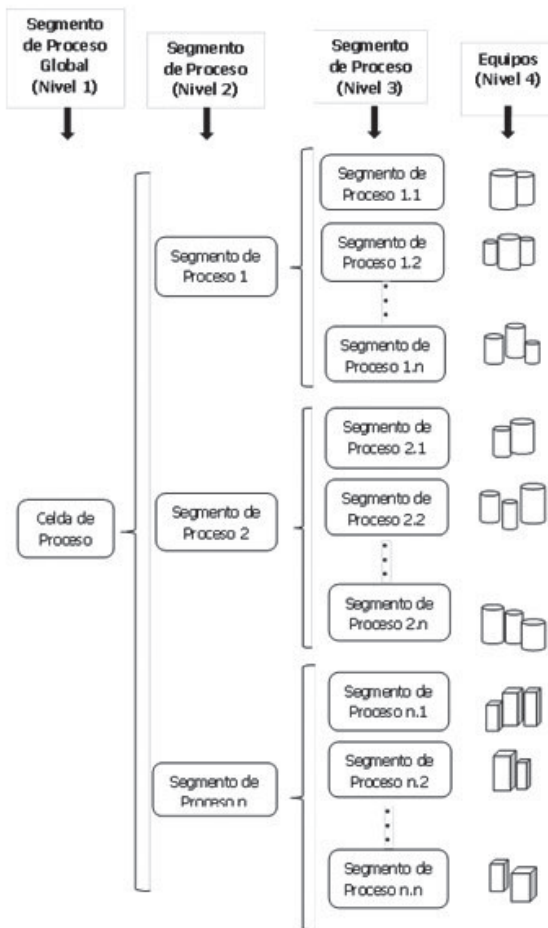 Segmento
de Proceso
Global
(Nivel 1)
Segmento
de Proceso
(Nivel 2)
Segmento
de Proceso
(Nivel 3)
Equipos
(Nivel 4)
Celda de
Proceso
Segmento de
Proceso 1
Segmento de
Proceso 1.1
Segmento de
Proceso 1.2
Segmento de
Proceso 1.n
Segmento de
Proceso 2
Segmento de
Proceso 2.1
Segmento de
Proceso 2.2
Segmento de
Proceso 2.n
Segmento de
Proceso n
Segmento de
Proceso n.1
Segmento de
Proceso n.2
Segmento de
Proceso n.n